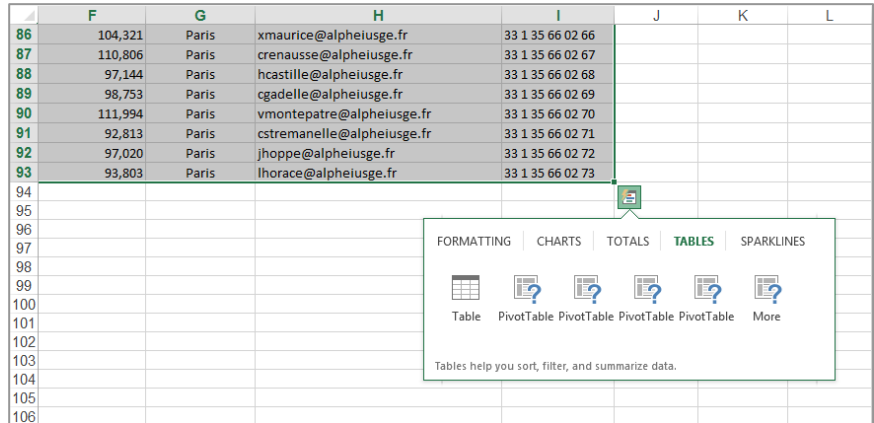 F G H I J K L
86 104,321 Paris xmaurice@alpheiusge.fr 33 1 35 66 02 66
87 110,806 Paris crenausse@alpheiusge.fr 33 1 35 66 02 67
88 97,144 Paris hcastille@alpheiusge.fr 33 1 35 66 02 68
89 98,753 Paris cgadelle@alpheiusge.fr 33 1 35 66 02 69
90 111,994 Paris vmontepatre@alpheiusge.fr 33 1 35 66 02 70
91 92,813 Paris cstremanelle@alpheiusge.fr 33 1 35 66 02 71
92 97,020 Paris jhoppe@alpheiusge.fr 33 1 35 66 02 72
93 93,803 Paris lhorace@alpheiusge.fr 33 1 35 66 02 73
94
95
96
97
98
99
100
101
102
103
104
105
106
FORMATTING CHARTS TOTALS TABLES SPARKLINES
Table PivotTable PivotTable PivotTable PivotTable More
Tables help you sort, filter, and summarize data.